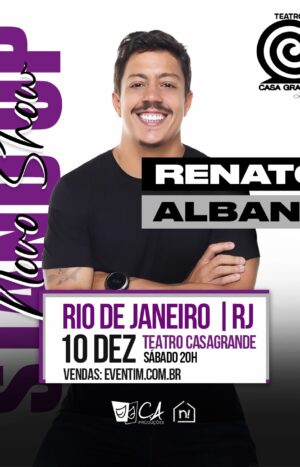 TEATRO
CASA GRA
STAND UP
Novo Show
RENATO
ALBAN
RIO DE JANEIRO | RJ
10 DEZ
TEATRO CASAGRANDE
SÁBADO 20H
VENDAS: EVENTIM.COM.BR
CA
PRODUÇÕES
n!